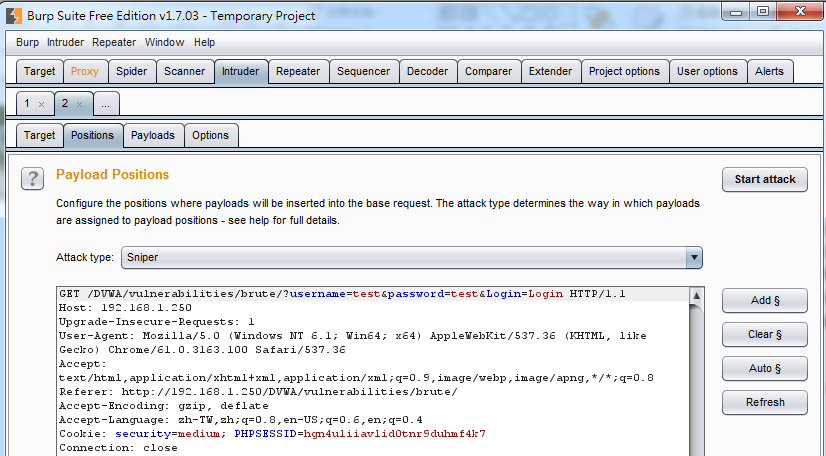 Burp Suite Free Edition v1.7.03 - Temporary Project
Burp Intruder Repeater Window Help
Target Proxy Spider Scanner Intruder Repeater Sequencer Decoder Comparer Extender Project options User options Alerts
1 × 2 × ...
Target Positions Payloads Options
? Payload Positions Start attack
Configure the positions where payloads will be inserted into the base request. The attack type determines the way in which payloads
are assigned to payload positions - see help for full details.
Attack type: Sniper
GET /DVWA/vulnerabilities/brute/?username=test&password=test&Login=Login HTTP/1.1
Host: 192.168.1.250
Upgrade-Insecure-Requests: 1
User-Agent: Mozilla/5.0 (Windows NT 6.1; Win64; x64) AppleWebKit/537.36 (KHTML, like
Gecko) Chrome/61.0.3163.100 Safari/537.36
Accept:
text/html,application/xhtml+xml,application/xml;q=0.9,image/webp,image/apng,*/*;q=0.8
Referer: http://192.168.1.250/DVWA/vulnerabilities/brute/
Accept-Encoding: gzip, deflate
Accept-Language: zh-TW,zh;q=0.8,en-US;q=0.6,en;q=0.4
Cookie: security=medium; PHPSESSID=hgn4uliiavlid0tnr9duhmf4k7
Connection: close
Add §
Clear §
Auto §
Refresh